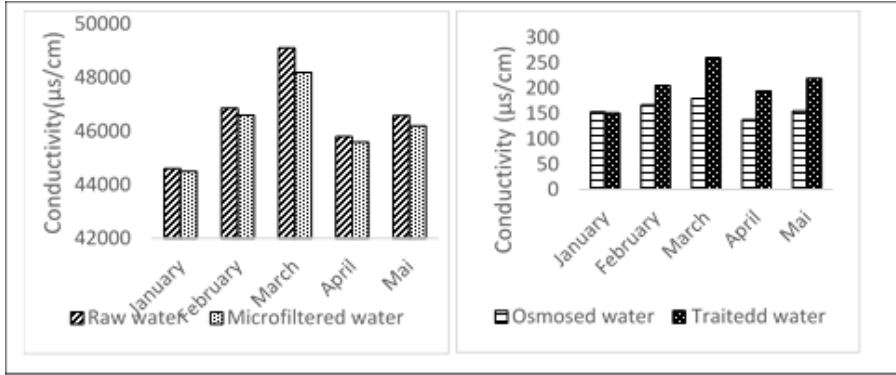 Conductivity(µs/cm)
50000
48000
46000
44000
42000
January
February
March
April
Mai
Raw water
Microfiltered water
Conductivity (µs/cm)
300
250
200
150
100
50
0
January
February
March
April
Mai
Osmosed water
Traitedd water